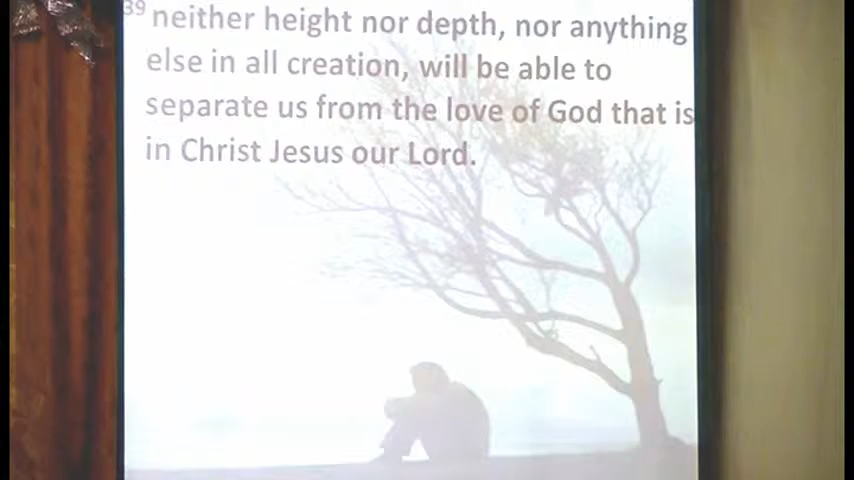 39 neither height nor depth, nor anything
else in all creation, will be able to
separate us from the love of God that is
in Christ Jesus our Lord.